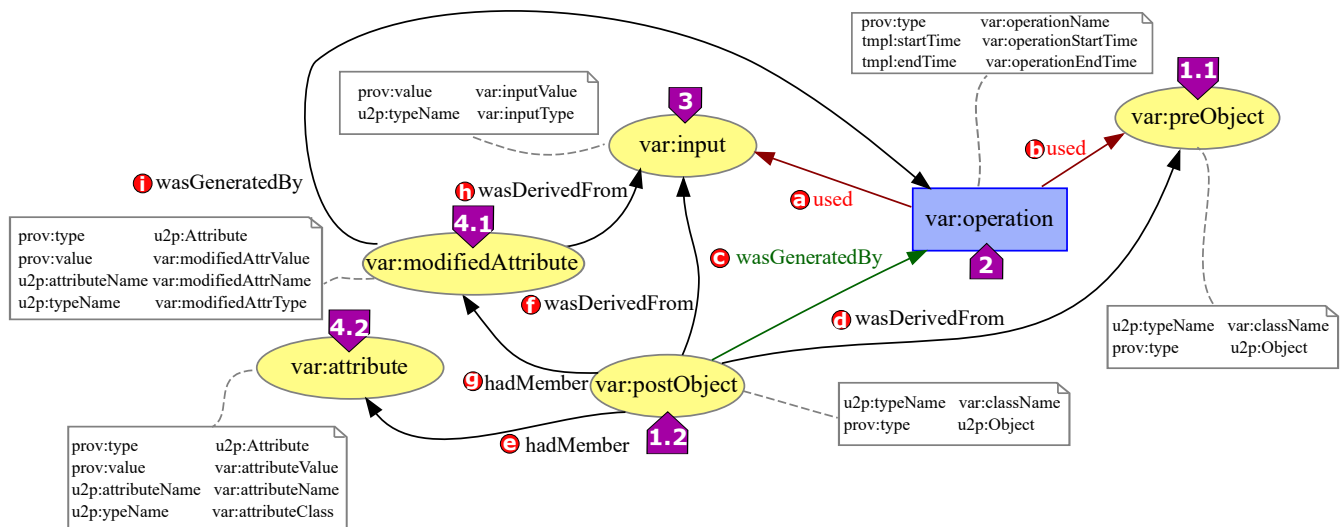 prov:type var:operationName
tmpl:startTime var:operationStartTime
tmpl:endTime var:operationEndTime
1.1
var:preObject
prov:value var:inputValue
u2p:typeName var:inputType
3
var:input
b used
i wasGeneratedBy
h wasDerivedFrom
a used
var:operation
2
prov:type u2p:Attribute
prov:value var:modifiedAttrValue
u2p:attributeName var:modifiedAttrName
u2p:typeName var:modifiedAttrType
4.1
var:modifiedAttribute
c wasGeneratedBy
f wasDerivedFrom
d wasDerivedFrom
u2p:typeName var:className
prov:type u2p:Object
4.2
var:attribute
g hadMember
var:postObject
1.2
u2p:typeName var:className
prov:type u2p:Object
e hadMember
prov:type u2p:Attribute
prov:value var:attributeValue
u2p:attributeName var:attributeName
u2p:ypeName var:attributeClass